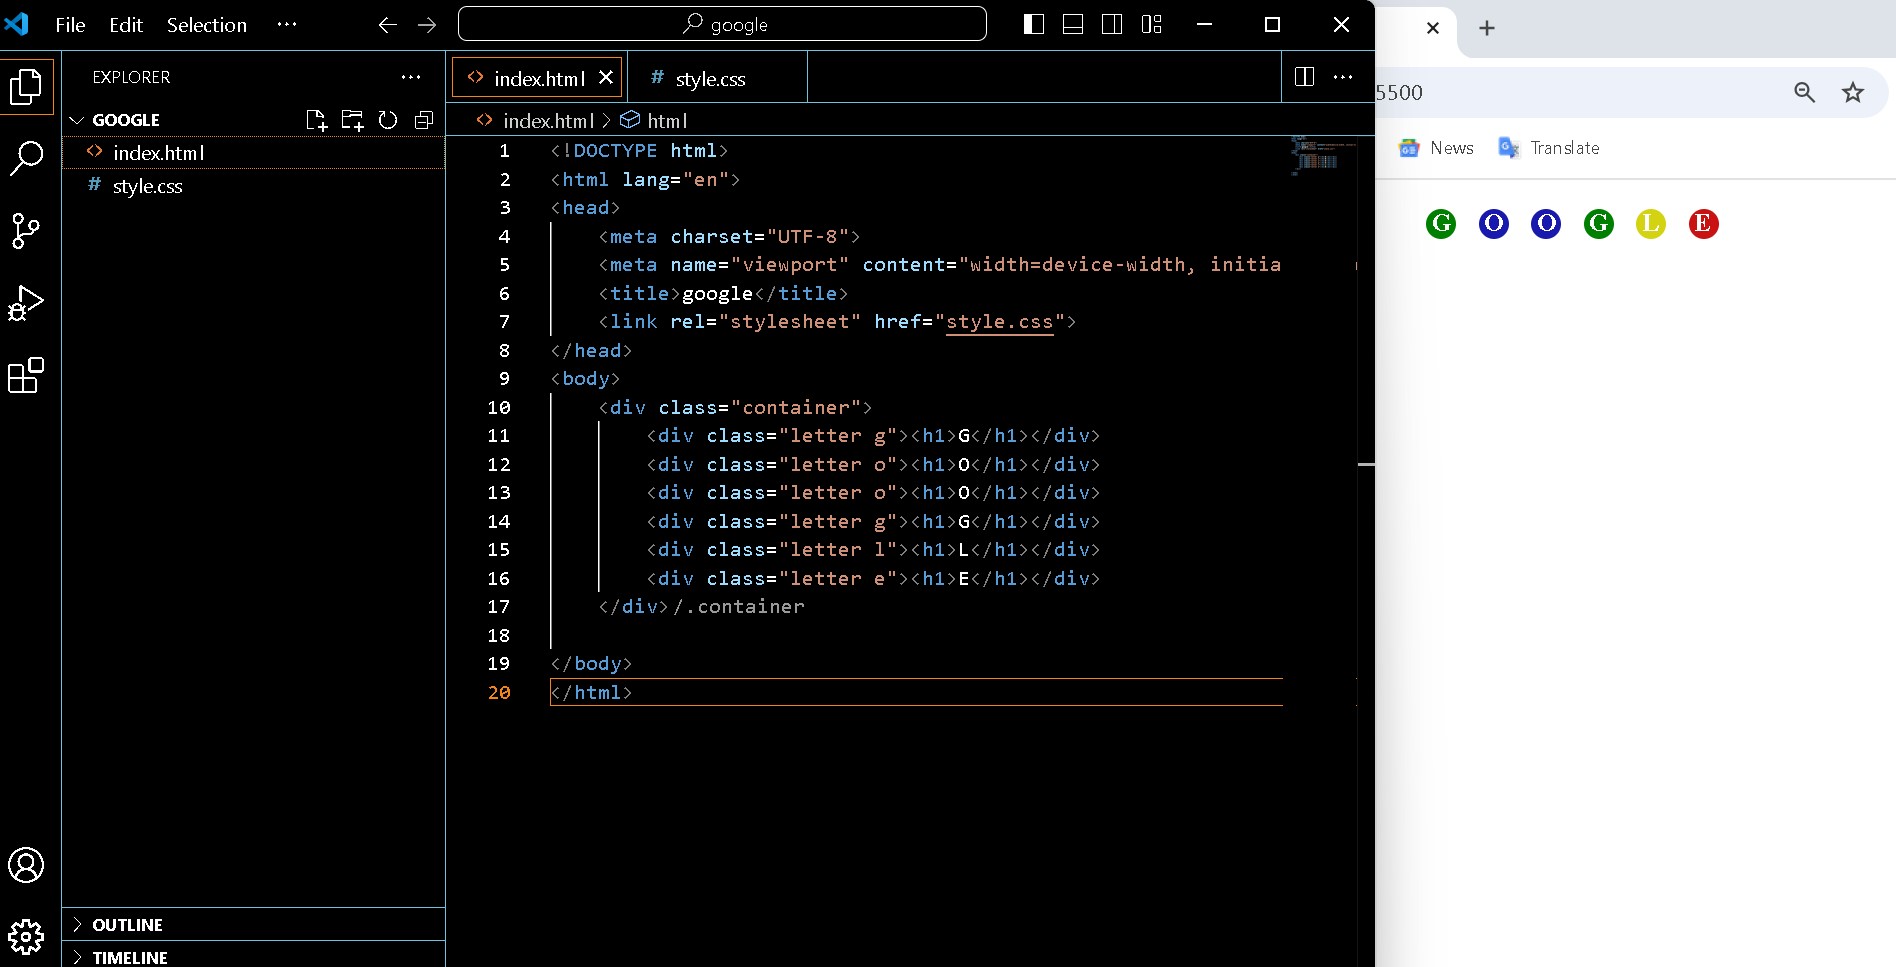 File Edit Selection ··· google
EXPLORER ···
GOOGLE
index.html
style.css
OUTLINE
TIMELINE
index.html # style.css ···
index.html > html
1 <!DOCTYPE html>
2 <html lang="en">
3 <head>
4 <meta charset="UTF-8">
5 <meta name="viewport" content="width=device-width, initia
6 <title>google</title>
7 <link rel="stylesheet" href="style.css">
8 </head>
9 <body>
10 <div class="container">
11 <div class="letter g"><h1>G</h1></div>
12 <div class="letter o"><h1>O</h1></div>
13 <div class="letter o"><h1>O</h1></div>
14 <div class="letter g"><h1>G</h1></div>
15 <div class="letter l"><h1>L</h1></div>
16 <div class="letter e"><h1>E</h1></div>
17 </div>/.container
18
19 </body>
20 </html>
5500
News Translate
G O O G L E